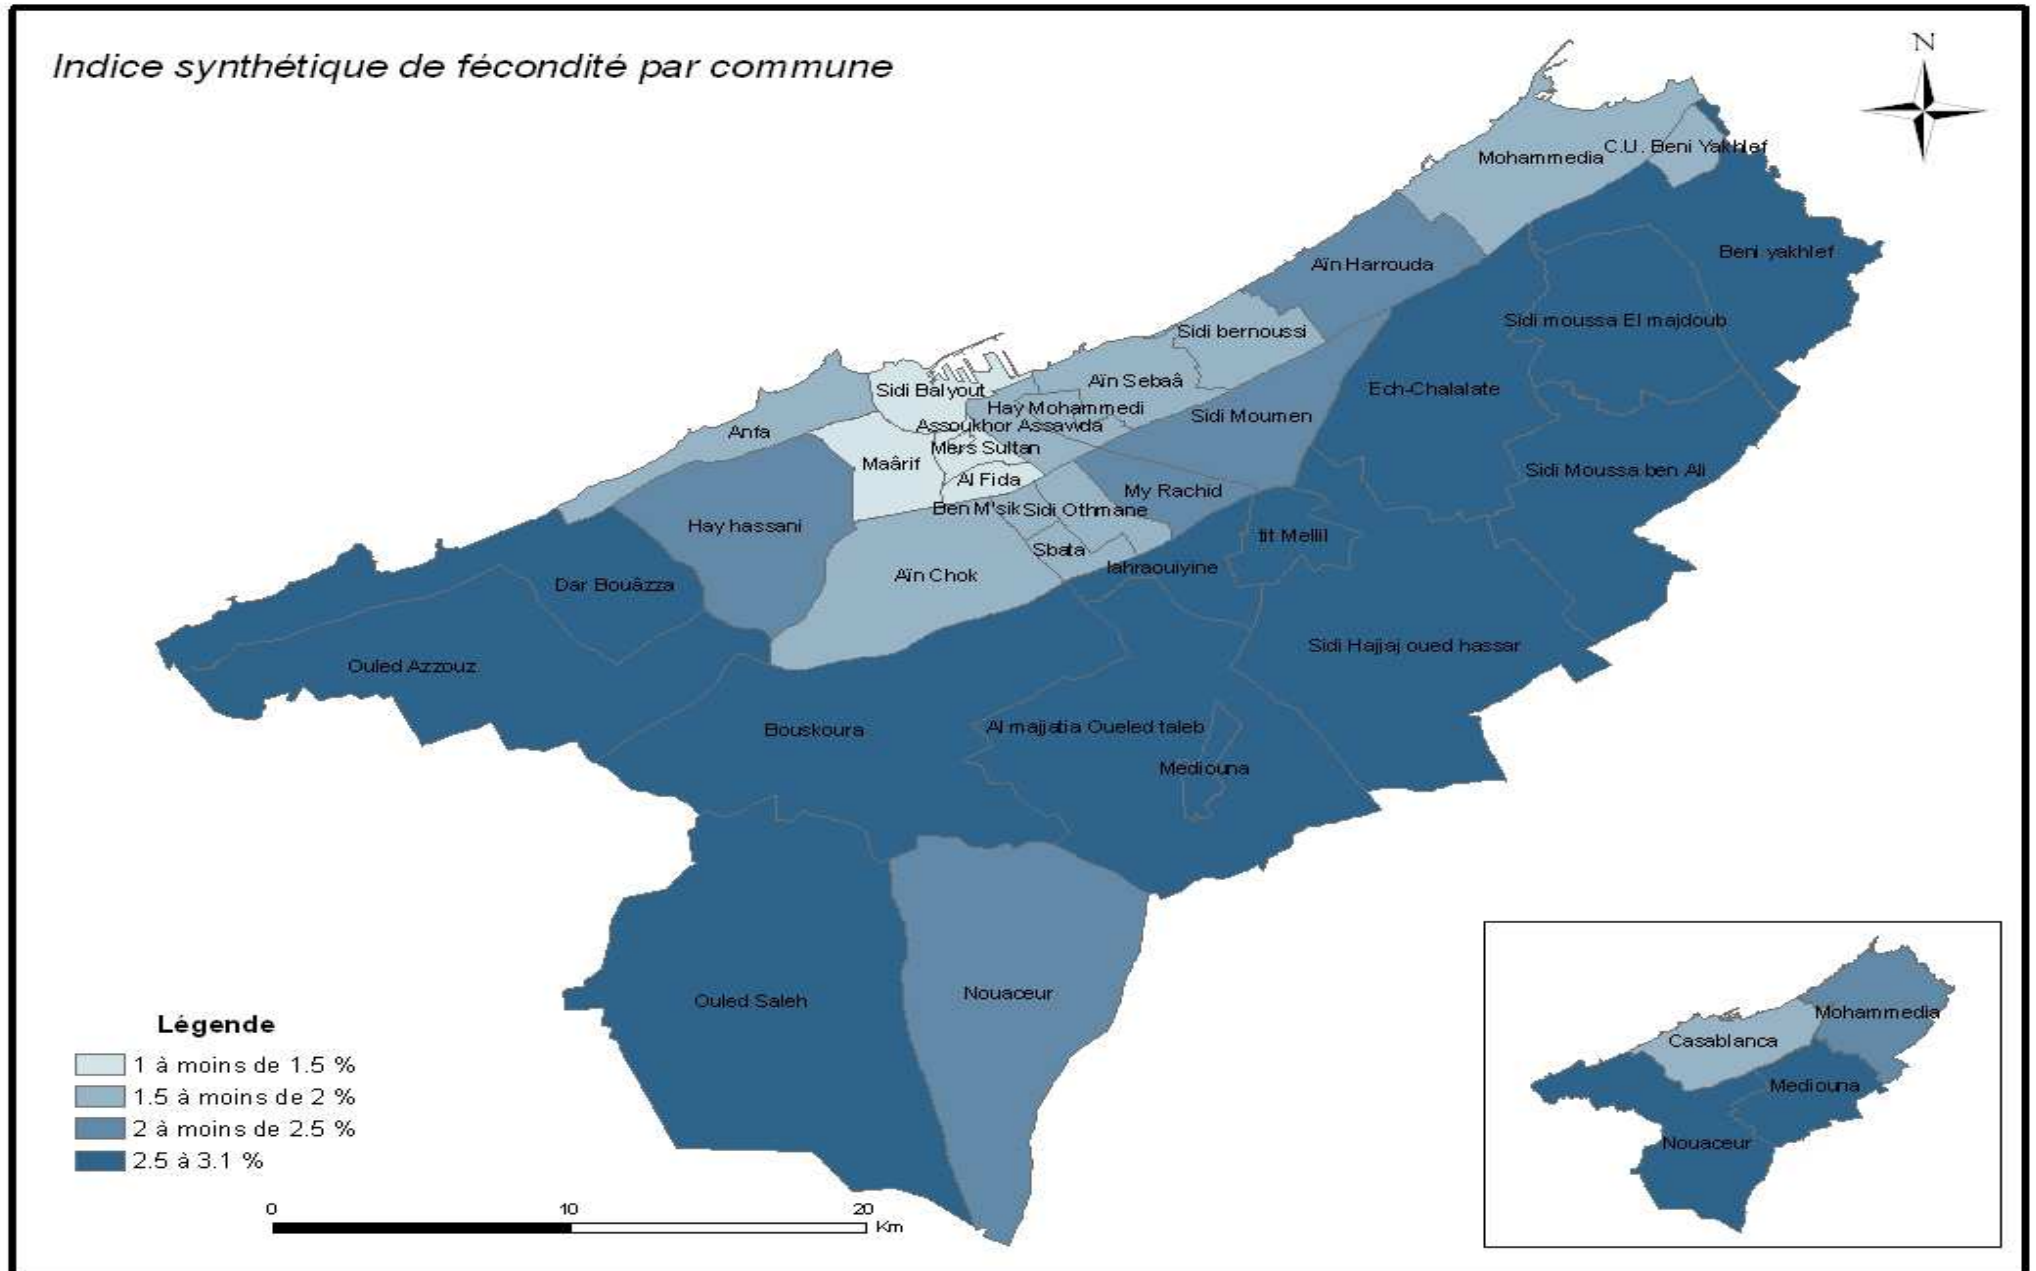 Indice synthétique de fécondité par commune
N
Mohammedia
C.U. Beni Yakhlef
Beni yakhlef
Aïn Harrouda
Sidi moussa El majdoub
Sidi bernoussi
Aïn Sebaâ
Ech-Chalalate
Sidi Balyout
Hay Mohammedi
Sidi Moumen
Assoukhor Assawda
Anfa
Mers Sultan
Maârif
Sidi Moussa ben Ali
Al Fida
My Rachid
Ben M'sik
Sidi Othmane
Hay hassani
tit Mellil
Sbata
lahraouiyine
Aïn Chok
Dar Bouâzza
Sidi Hajjaj oued hassar
Ouled Azzouz
Bouskoura
Al majjatia Oueled taleb
Mediouna
Ouled Saleh
Nouaceur
Légende
1 à moins de 1.5 %
1.5 à moins de 2 %
2 à moins de 2.5 %
2.5 à 3.1 %
0 10 20
Km
Mohammedia
Casablanca
Mediouna
Nouaceur